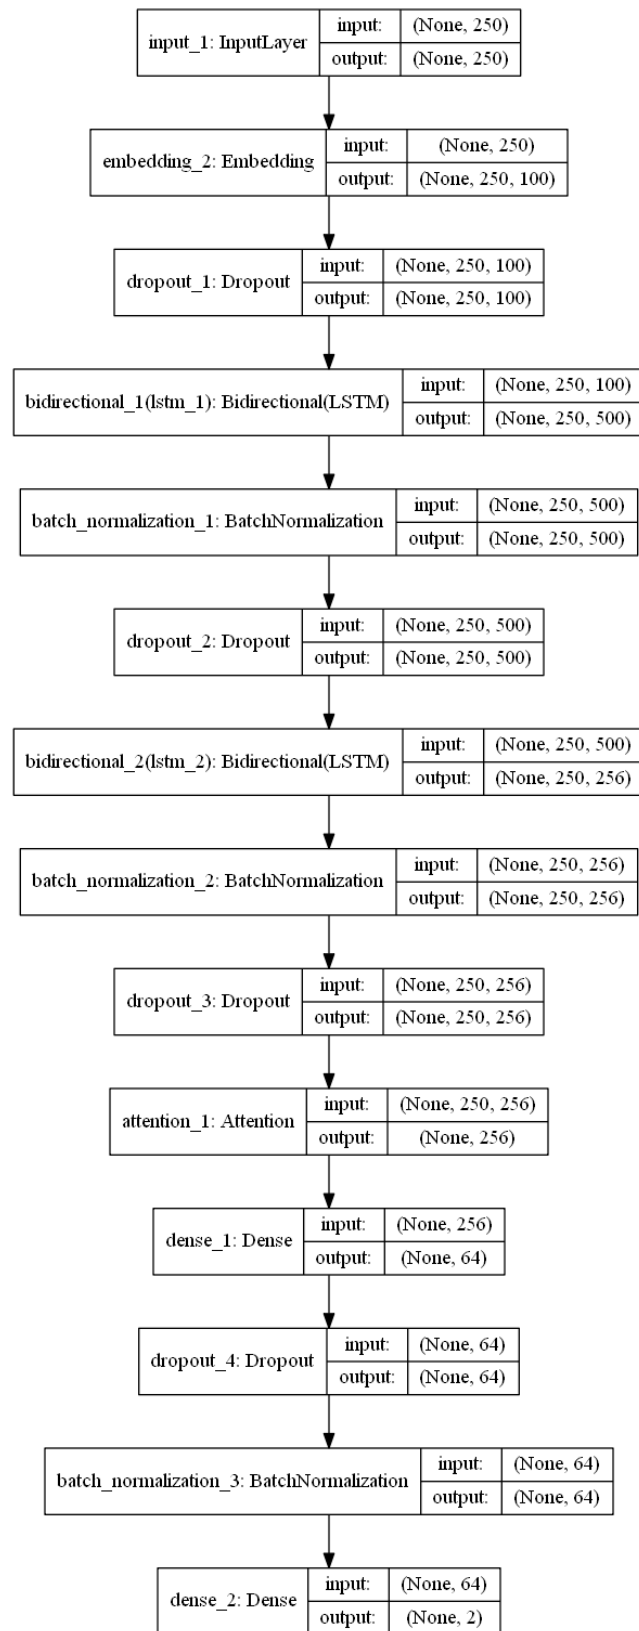 input_1: InputLayer
input: (None, 250)
output: (None, 250)
embedding_2: Embedding
input: (None, 250)
output: (None, 250, 100)
dropout_1: Dropout
input: (None, 250, 100)
output: (None, 250, 100)
bidirectional_1(lstm_1): Bidirectional(LSTM)
input: (None, 250, 100)
output: (None, 250, 500)
batch_normalization_1: BatchNormalization
input: (None, 250, 500)
output: (None, 250, 500)
dropout_2: Dropout
input: (None, 250, 500)
output: (None, 250, 500)
bidirectional_2(lstm_2): Bidirectional(LSTM)
input: (None, 250, 500)
output: (None, 250, 256)
batch_normalization_2: BatchNormalization
input: (None, 250, 256)
output: (None, 250, 256)
dropout_3: Dropout
input: (None, 250, 256)
output: (None, 250, 256)
attention_1: Attention
input: (None, 250, 256)
output: (None, 256)
dense_1: Dense
input: (None, 256)
output: (None, 64)
dropout_4: Dropout
input: (None, 64)
output: (None, 64)
batch_normalization_3: BatchNormalization
input: (None, 64)
output: (None, 64)
dense_2: Dense
input: (None, 64)
output: (None, 2)